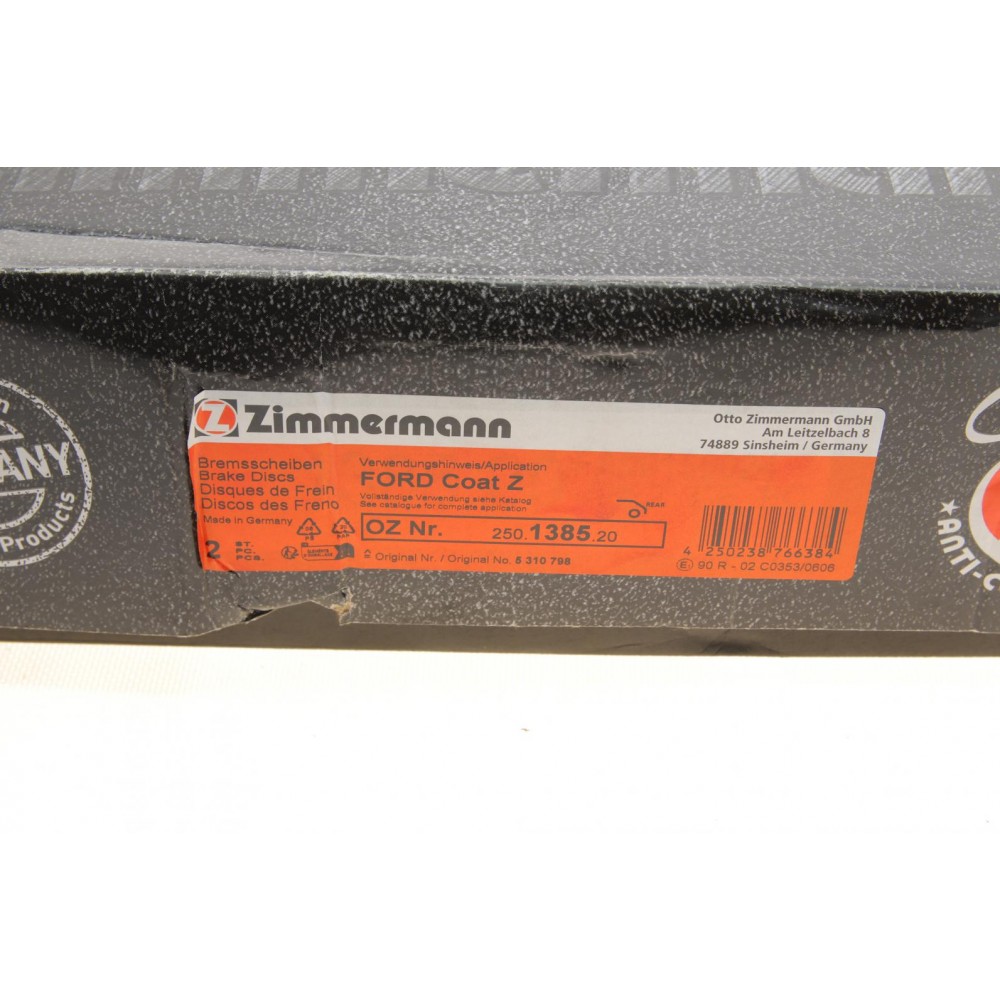 Zimmermann
Otto Zimmermann GmbH
Am Leitzelbach 8
74889 Sinsheim / Germany
Bremsscheiben
Brake Discs
Disques de Frein
Discos des Freno
Made in Germany
2 ST.
PC.
PCS.
Verwendungshinweis/Application
FORD Coat Z
Vollständige Verwendung siehe Katalog
See catalogue for complete application
REAR
OZ Nr. 250.1385.20
Original Nr. / Original No. 5 310 798
4 250238 766384
90 R - 02 C0353/0606
Products
ANTI-C